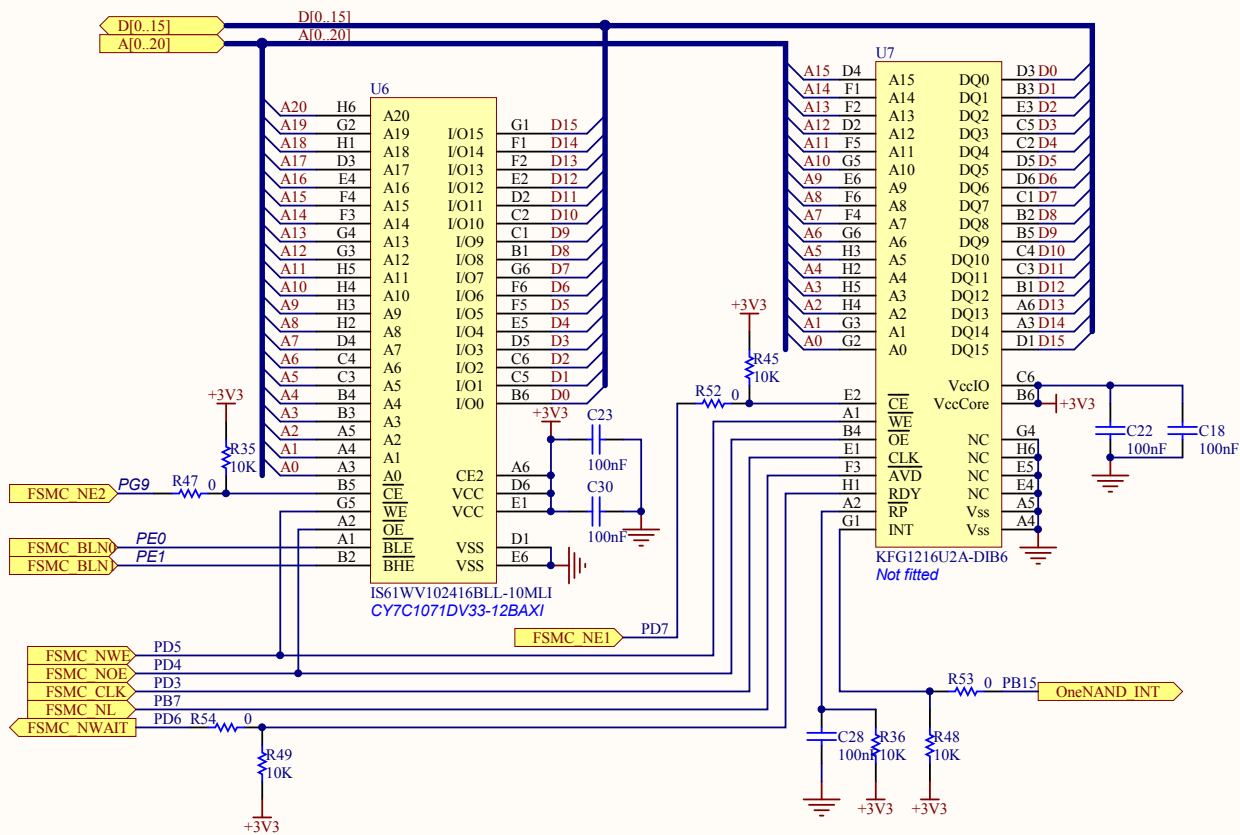 D[0..15]
A[0..20]
D[0..15]
A[0..20]
U6
A20 H6 A20
A19 G2 A19
A18 H1 A18
A17 D3 A17
A16 E4 A16
A15 F4 A15
A14 F3 A14
A13 G4 A13
A12 G3 A12
A11 H5 A11
A10 H4 A10
A9 H3 A9
A8 H2 A8
A7 D4 A7
A6 C4 A6
A5 C3 A5
A4 B4 A4
A3 B3 A3
A2 A5 A2
A1 A4 A1
A0 A3 A0
B5 CE
G5 WE
A2 OE
A1 BLE
B2 BHE
I/O15 G1 D15
I/O14 F1 D14
I/O13 F2 D13
I/O12 E2 D12
I/O11 D2 D11
I/O10 C2 D10
I/O9 C1 D9
I/O8 B1 D8
I/O7 G6 D7
I/O6 F6 D6
I/O5 F5 D5
I/O4 E5 D4
I/O3 D5 D3
I/O2 C6 D2
I/O1 C5 D1
I/O0 B6 D0
CE2 A6
VCC D6
VCC E1
VSS D1
VSS E6
IS61WV102416BLL-10MLI
CY7C1071DV33-12BAXI
+3V3
R35
10K
FSMC_NE2 PG9 R47 0
FSMC_BLN0 PE0
FSMC_BLN1 PE1
+3V3
C23
100nF
C30
100nF
U7
A15 D4 A15
A14 F1 A14
A13 F2 A13
A12 D2 A12
A11 F5 A11
A10 G5 A10
A9 E6 A9
A8 F6 A8
A7 F4 A7
A6 G6 A6
A5 H3 A5
A4 H2 A4
A3 H5 A3
A2 H4 A2
A1 G3 A1
A0 G2 A0
E2 CE
A1 WE
B4 OE
E1 CLK
F3 AVD
H1 RDY
A2 RP
G1 INT
DQ0 D3 D0
DQ1 B3 D1
DQ2 E3 D2
DQ3 C5 D3
DQ4 C2 D4
DQ5 D5 D5
DQ6 D6 D6
DQ7 C1 D7
DQ8 B2 D8
DQ9 B5 D9
DQ10 C4 D10
DQ11 C3 D11
DQ12 B1 D12
DQ13 A6 D13
DQ14 A3 D14
DQ15 D1 D15
VccIO C6
VccCore B6
NC G4
NC H6
NC E5
NC E4
Vss A5
Vss A4
KFG1216U2A-DIB6
Not fitted
+3V3
R45
10K
R52 0
+3V3
C22
100nF
C18
100nF
FSMC_NE1 PD7
FSMC_NWE PD5
FSMC_NOE PD4
FSMC_CLK PD3
FSMC_NL PB7
FSMC_NWAIT PD6 R54 0
R49
10K
+3V3
R53 0 PB15 OneNAND_INT
C28
100nF
R36
10K
+3V3
R48
10K
+3V3